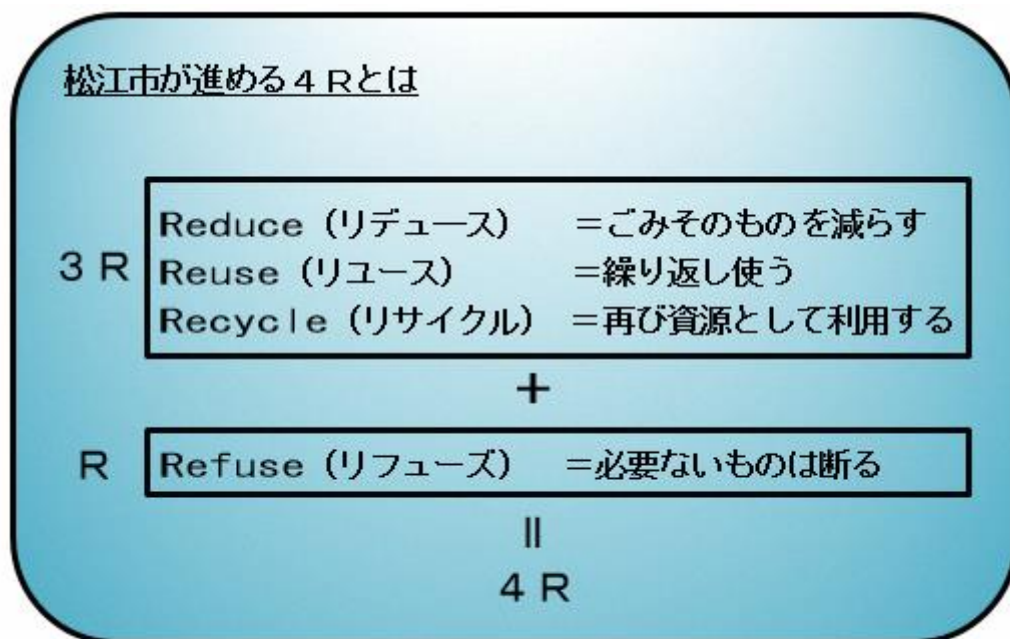 松江市が進める４Ｒとは
Reduce（リデュース）　＝ごみそのものを減らす
３Ｒ　Reuse（リユース）　＝繰り返し使う
Recycle（リサイクル）　＝再び資源として利用する
＋
Ｒ　Refuse（リフューズ）　＝必要ないものは断る
＝
４Ｒ